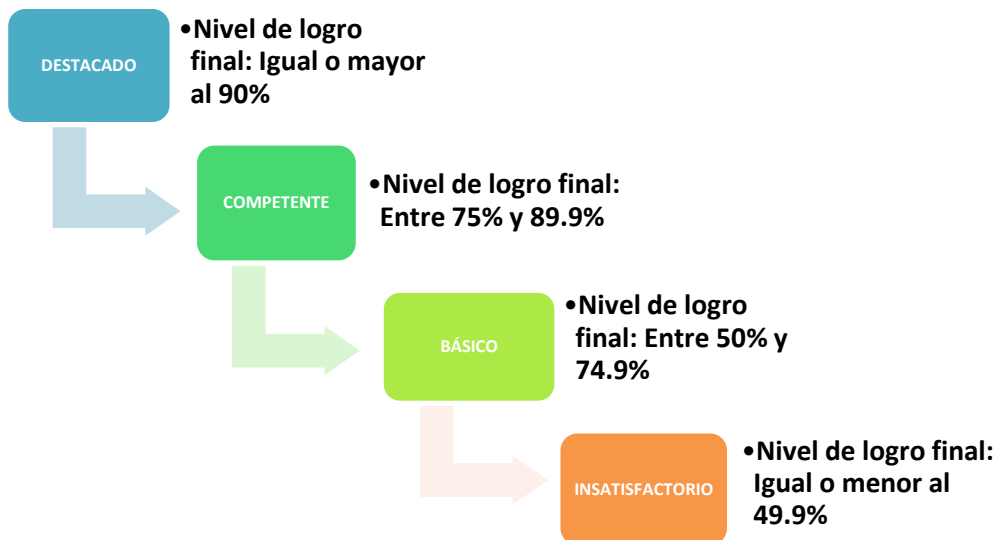 DESTACADO
•Nivel de logro
final: Igual o mayor
al 90%
COMPETENTE
•Nivel de logro final:
Entre 75% y 89.9%
BÁSICO
•Nivel de logro
final: Entre 50% y
74.9%
INSATISFACTORIO
•Nivel de logro final:
Igual o menor al
49.9%